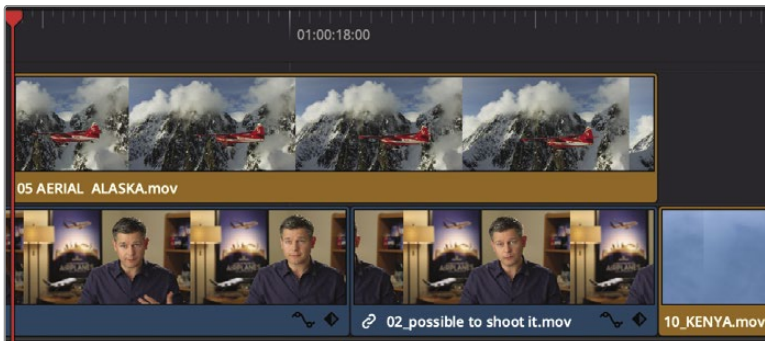 01:00:18:00
05 AERIAL  ALASKA.mov
02_possible to shoot it.mov
10_KENYA.mov